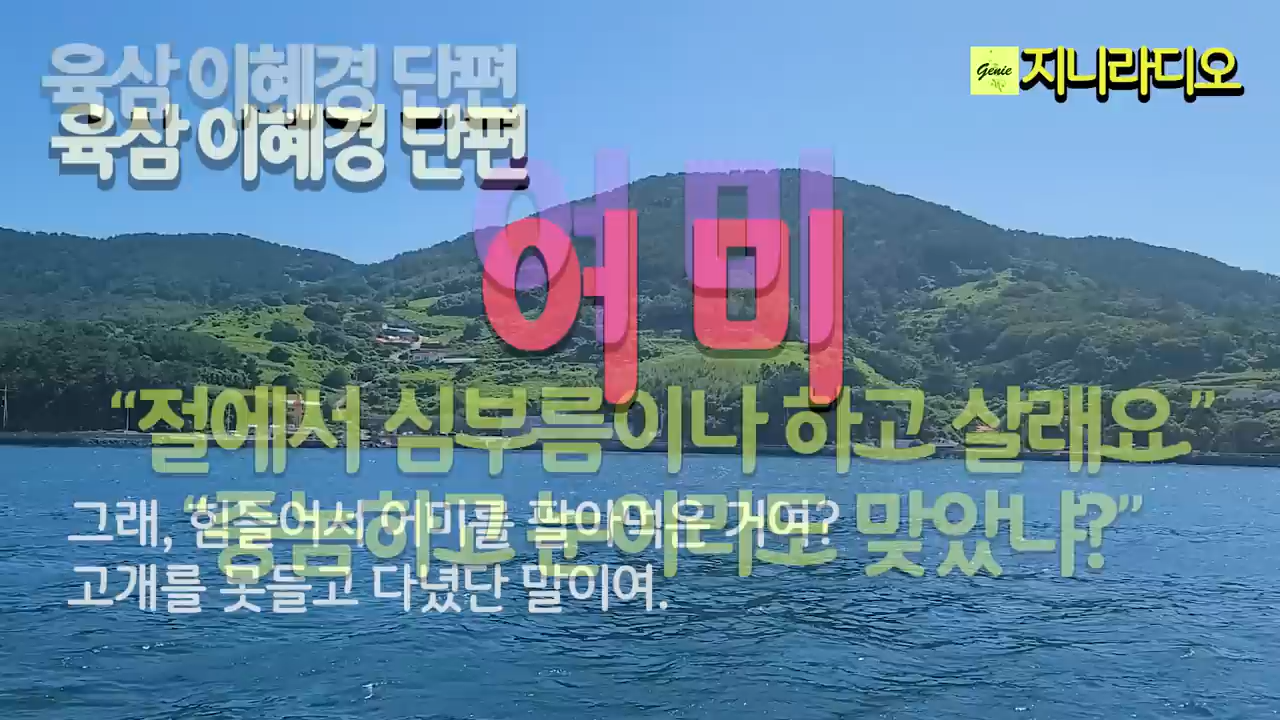 육삼 이혜경 단편
Genie
지니라디오
육삼 이혜경 단편
어미
어미
“절에서 심부름이나 하고 살래요”
그래, 힘들어서 어미를 팔아먹은 거여?
맞았냐?”
고개를 못들고 다녔단 말이여.